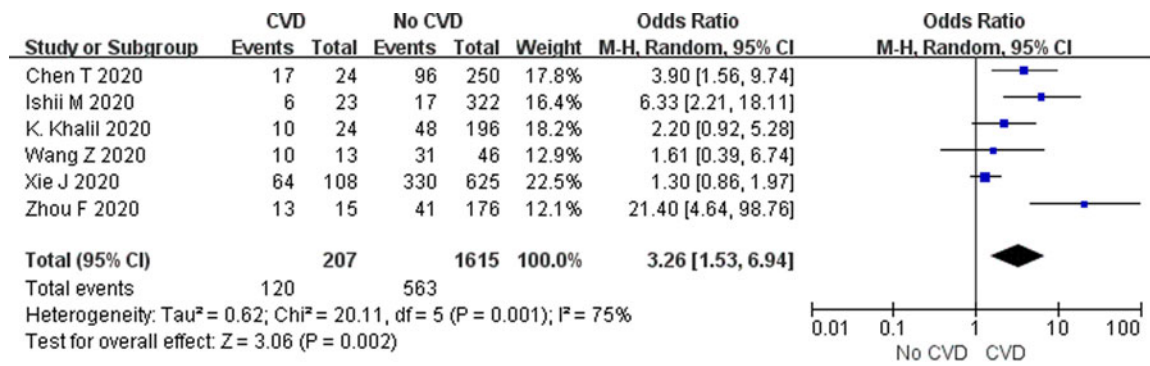 CVD No CVD Odds Ratio Odds Ratio
Study or Subgroup Events Total Events Total Weight M-H, Random, 95% CI M-H, Random, 95% CI
Chen T 2020 17 24 96 250 17.8% 3.90 [1.56, 9.74]
Ishii M 2020 6 23 17 322 16.4% 6.33 [2.21, 18.11]
K. Khalil 2020 10 24 48 196 18.2% 2.20 [0.92, 5.28]
Wang Z 2020 10 13 31 46 12.9% 1.61 [0.39, 6.74]
Xie J 2020 64 108 330 625 22.5% 1.30 [0.86, 1.97]
Zhou F 2020 13 15 41 176 12.1% 21.40 [4.64, 98.76]
Total (95% CI) 207 1615 100.0% 3.26 [1.53, 6.94]
Total events 120 563
Heterogeneity: Tau² = 0.62; Chi² = 20.11, df = 5 (P = 0.001); I² = 75%
Test for overall effect: Z = 3.06 (P = 0.002)
0.01 0.1 1 10 100
No CVD CVD